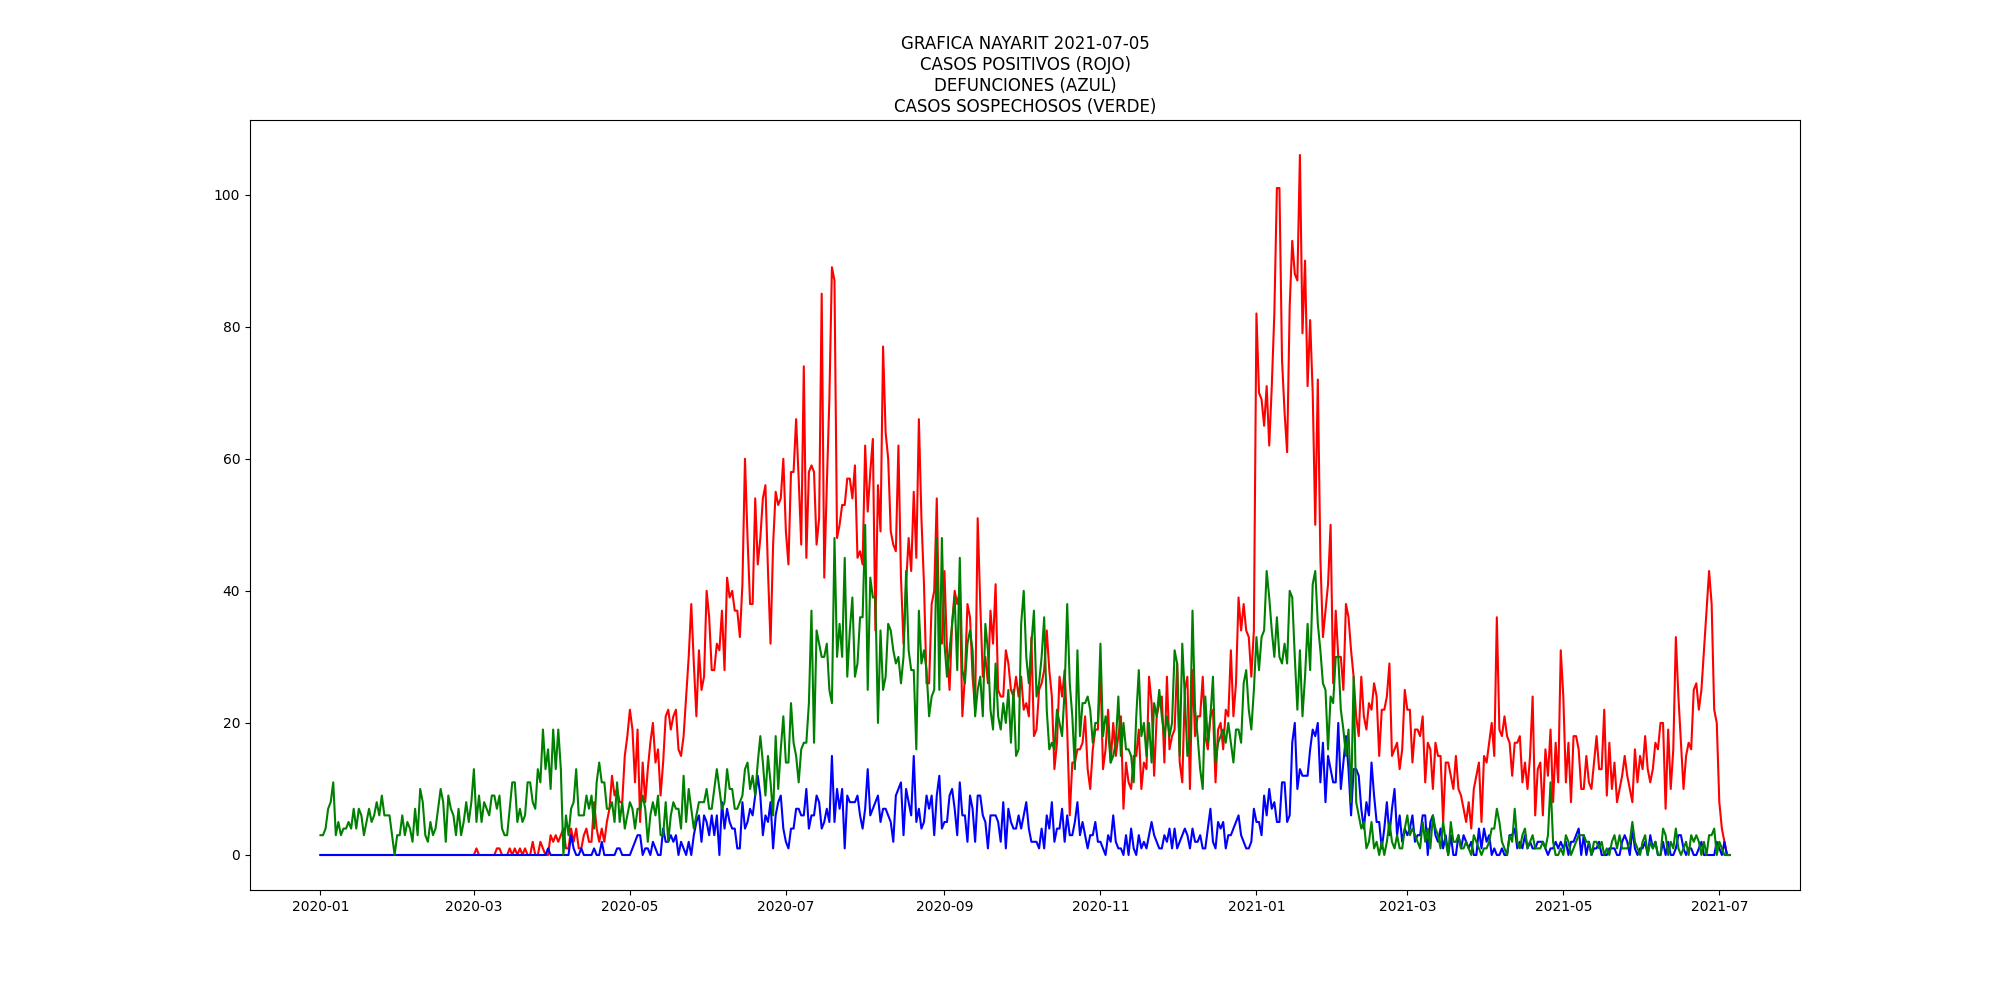 GRAFICA NAYARIT 2021-07-05
CASOS POSITIVOS (ROJO)
DEFUNCIONES (AZUL)
CASOS SOSPECHOSOS (VERDE)
100
80
60
40
20
0
2020-01 2020-03 2020-05 2020-07 2020-09 2020-11 2021-01 2021-03 2021-05 2021-07